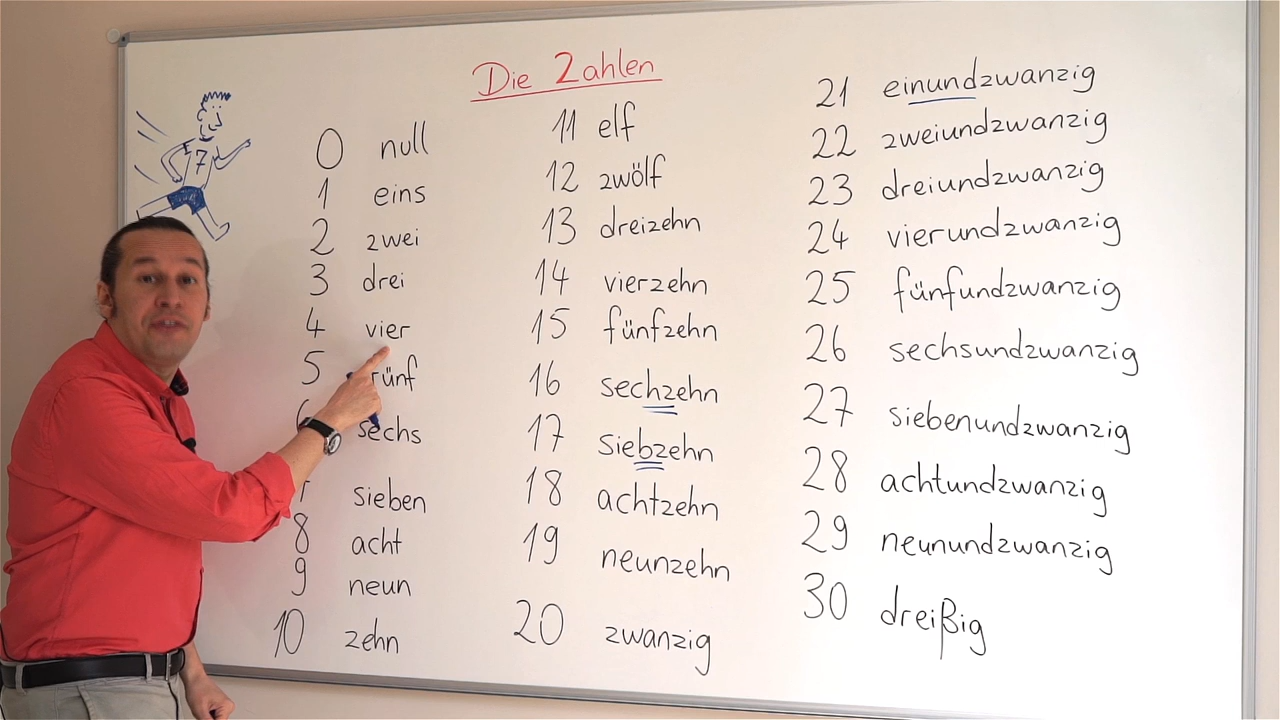 Die Zahlen
7
0 null
1 eins
2 zwei
3 drei
4 vier
5 fünf
6 sechs
7 sieben
8 acht
9 neun
10 zehn
11 elf
12 zwölf
13 dreizehn
14 vierzehn
15 fünfzehn
16 sechzehn
17 siebzehn
18 achtzehn
19 neunzehn
20 zwanzig
21 einundzwanzig
22 zweiundzwanzig
23 dreiundzwanzig
24 vierundzwanzig
25 fünfundzwanzig
26 sechsundzwanzig
27 siebenundzwanzig
28 achtundzwanzig
29 neunundzwanzig
30 dreißig